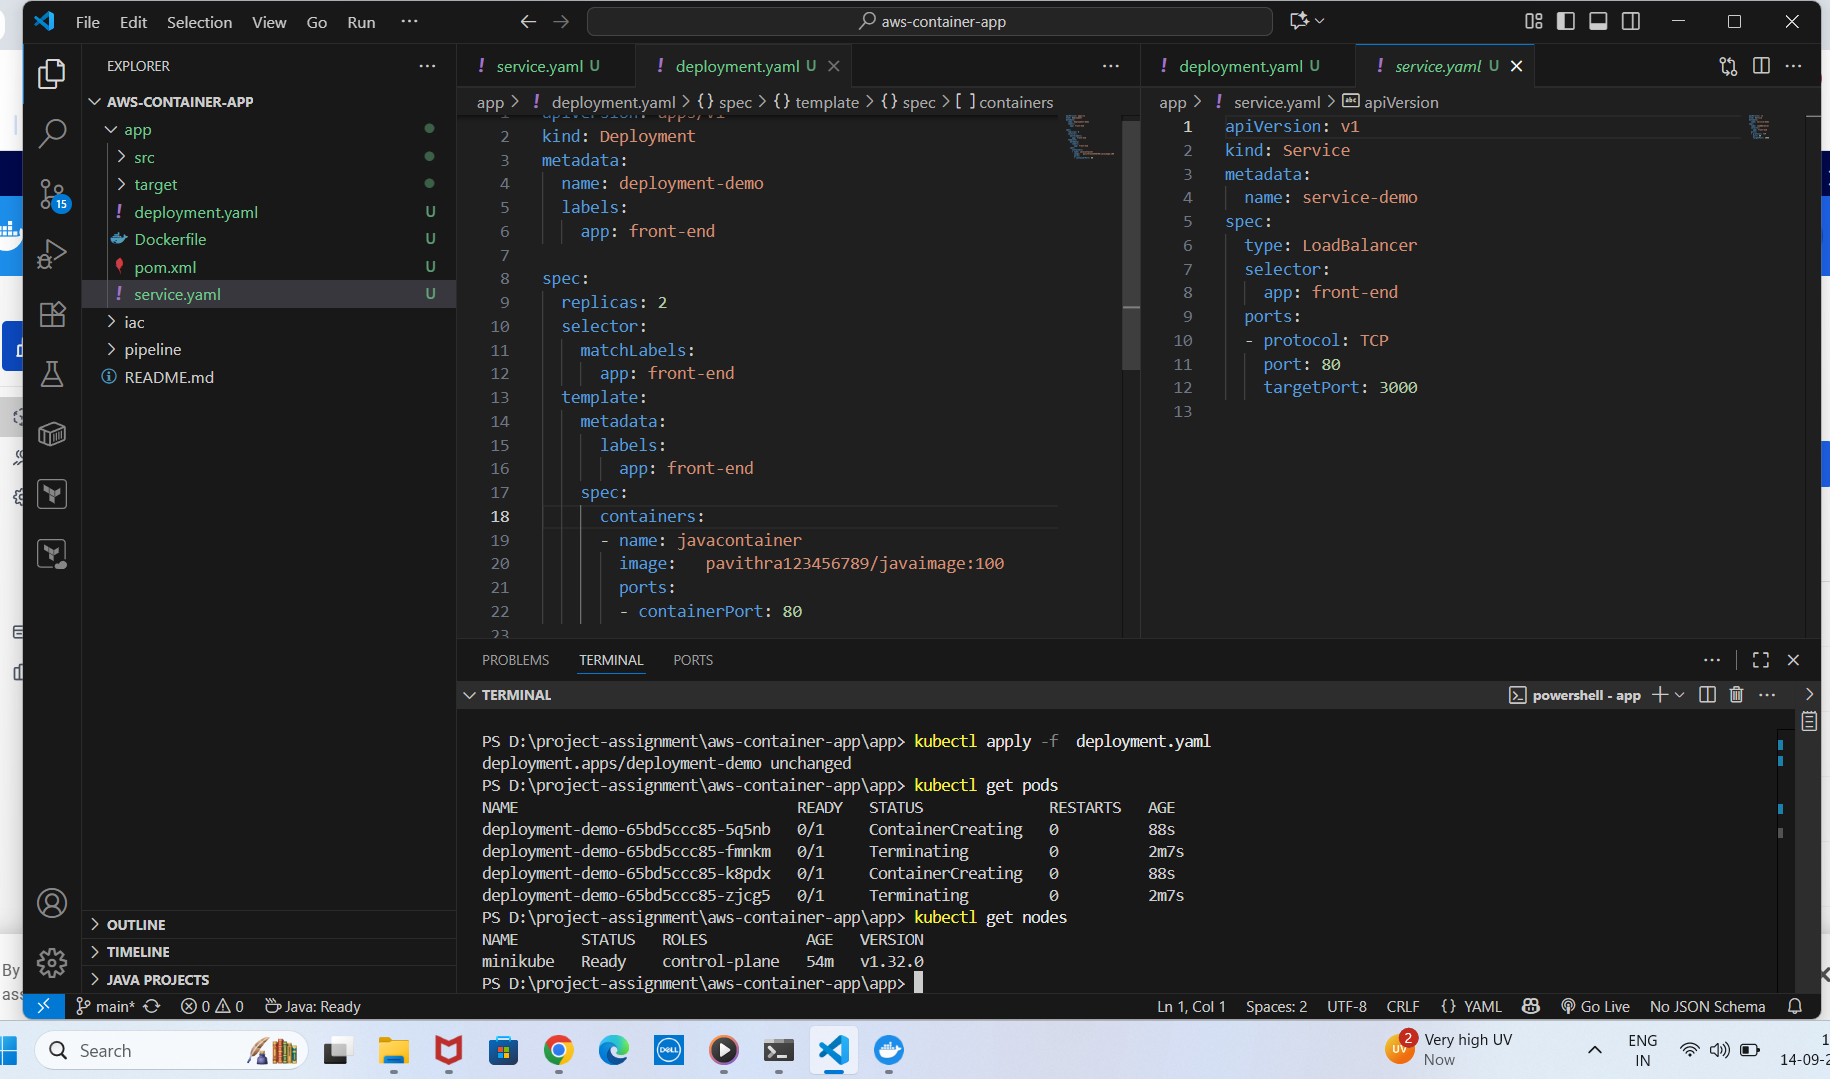 File Edit Selection View Go Run ···
aws-container-app
EXPLORER
AWS-CONTAINER-APP
app
src
target
deployment.yaml U
Dockerfile U
pom.xml U
service.yaml U
iac
pipeline
README.md
15
OUTLINE
TIMELINE
JAVA PROJECTS
service.yaml U
deployment.yaml U
app > deployment.yaml > {} spec > {} template > {} spec > [ ] containers
1 apiVersion: apps/v1
2 kind: Deployment
3 metadata:
4 name: deployment-demo
5 labels:
6 app: front-end
7
8 spec:
9 replicas: 2
10 selector:
11 matchLabels:
12 app: front-end
13 template:
14 metadata:
15 labels:
16 app: front-end
17 spec:
18 containers:
19 - name: javacontainer
20 image: pavithra123456789/javaimage:100
21 ports:
22 - containerPort: 80
23
deployment.yaml U
service.yaml U
app > service.yaml > abc apiVersion
1 apiVersion: v1
2 kind: Service
3 metadata:
4 name: service-demo
5 spec:
6 type: LoadBalancer
7 selector:
8 app: front-end
9 ports:
10 - protocol: TCP
11 port: 80
12 targetPort: 3000
13
PROBLEMS TERMINAL PORTS
TERMINAL
powershell - app
PS D:\project-assignment\aws-container-app\app> kubectl apply -f  deployment.yaml
deployment.apps/deployment-demo unchanged
PS D:\project-assignment\aws-container-app\app> kubectl get pods
NAME READY STATUS RESTARTS AGE
deployment-demo-65bd5ccc85-5q5nb 0/1 ContainerCreating 0 88s
deployment-demo-65bd5ccc85-fmnkm 0/1 Terminating 0 2m7s
deployment-demo-65bd5ccc85-k8pdx 0/1 ContainerCreating 0 88s
deployment-demo-65bd5ccc85-zjcg5 0/1 Terminating 0 2m7s
PS D:\project-assignment\aws-container-app\app> kubectl get nodes
NAME STATUS ROLES AGE VERSION
minikube Ready control-plane 54m v1.32.0
PS D:\project-assignment\aws-container-app\app>
By
ass
main* 0 0 Java: Ready
Ln 1, Col 1 Spaces: 2 UTF-8 CRLF {} YAML Go Live No JSON Schema
Search
DELL
UV 2
Very high UV
Now
ENG
IN
14-09-2